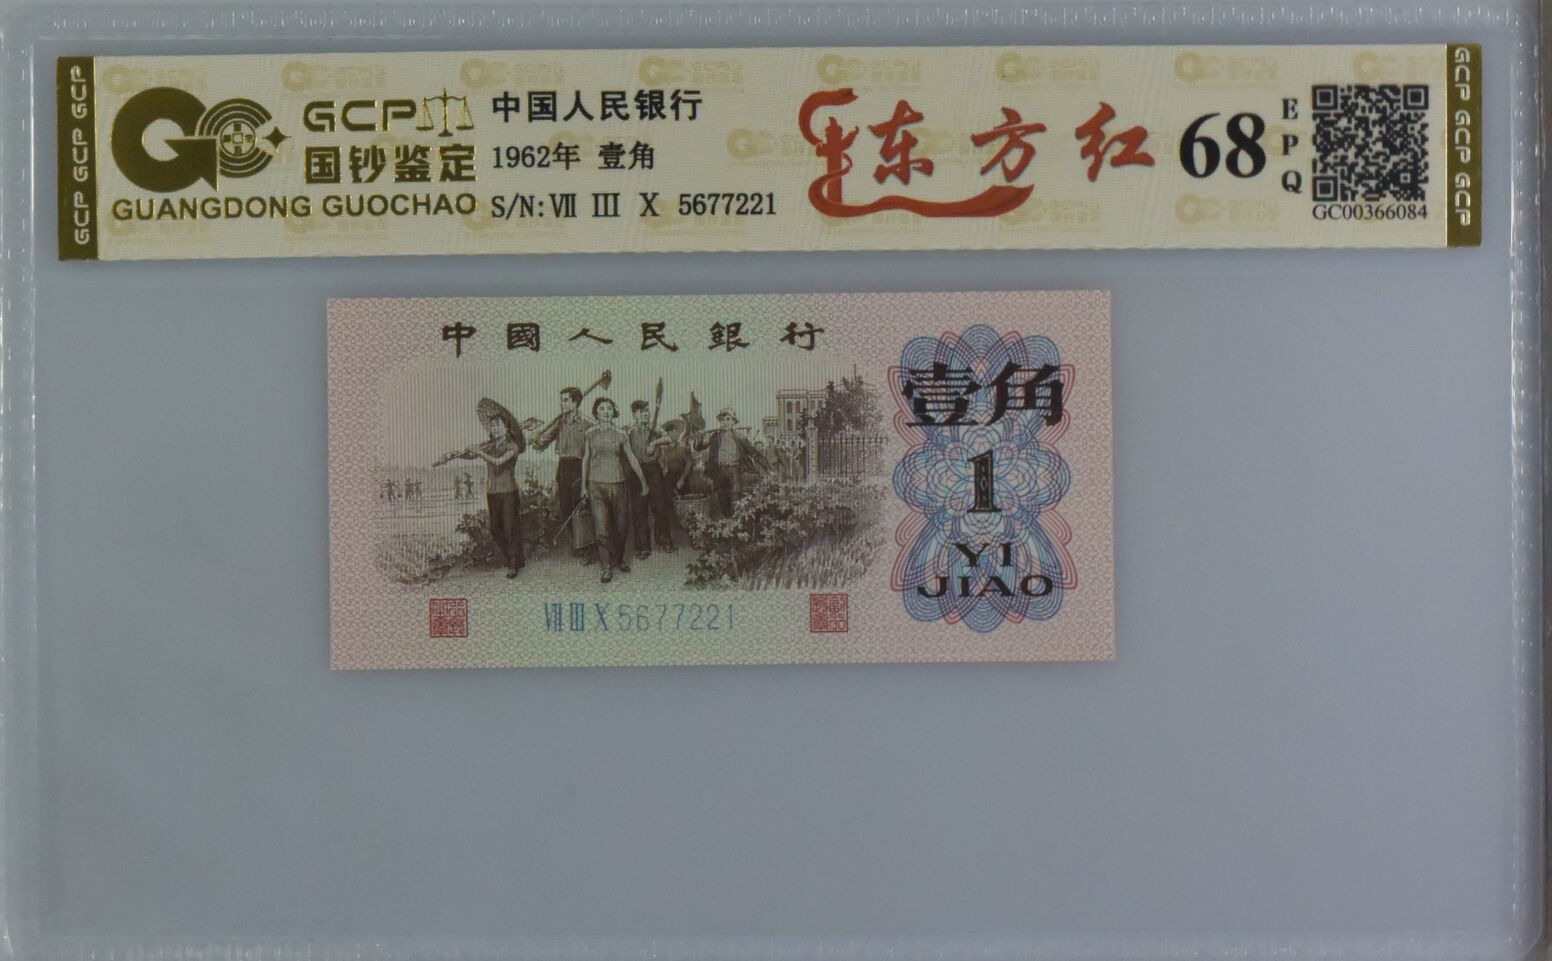 GCP GCP GCP
GCP
国钞鉴定
GUANGDONG GUOCHAO
中国人民银行
1962年 壹角
S/N: Ⅶ Ⅲ Ⅹ 5677221
东方红
68
EPQ
GC00366084
GCP GCP GCP
中國人民銀行
壹角
1
YI
JIAO
Ⅶ Ⅲ Ⅹ 5677221